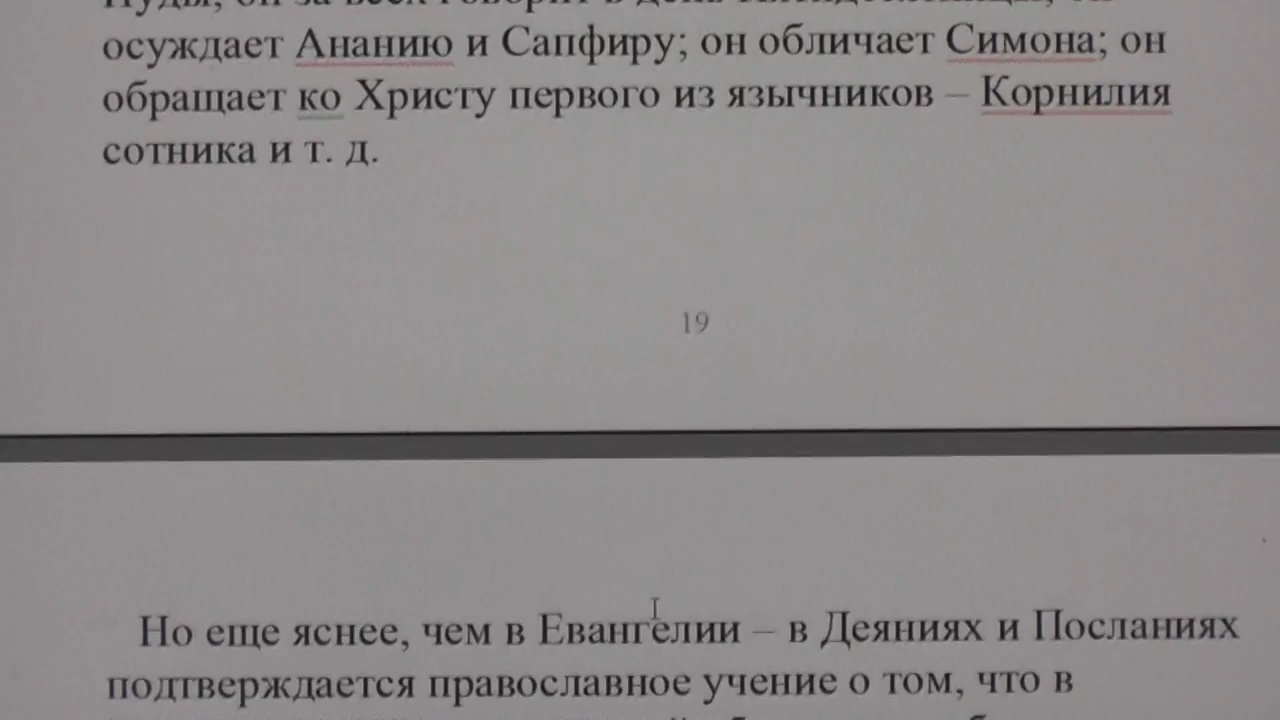 осуждает Ананию и Сапфиру; он обличает Симона; он
обращает ко Христу первого из язычников – Корнилия
сотника и т. д.
19
Но еще яснее, чем в Евангелии – в Деяниях и Посланиях
подтверждается православное учение о том, что в